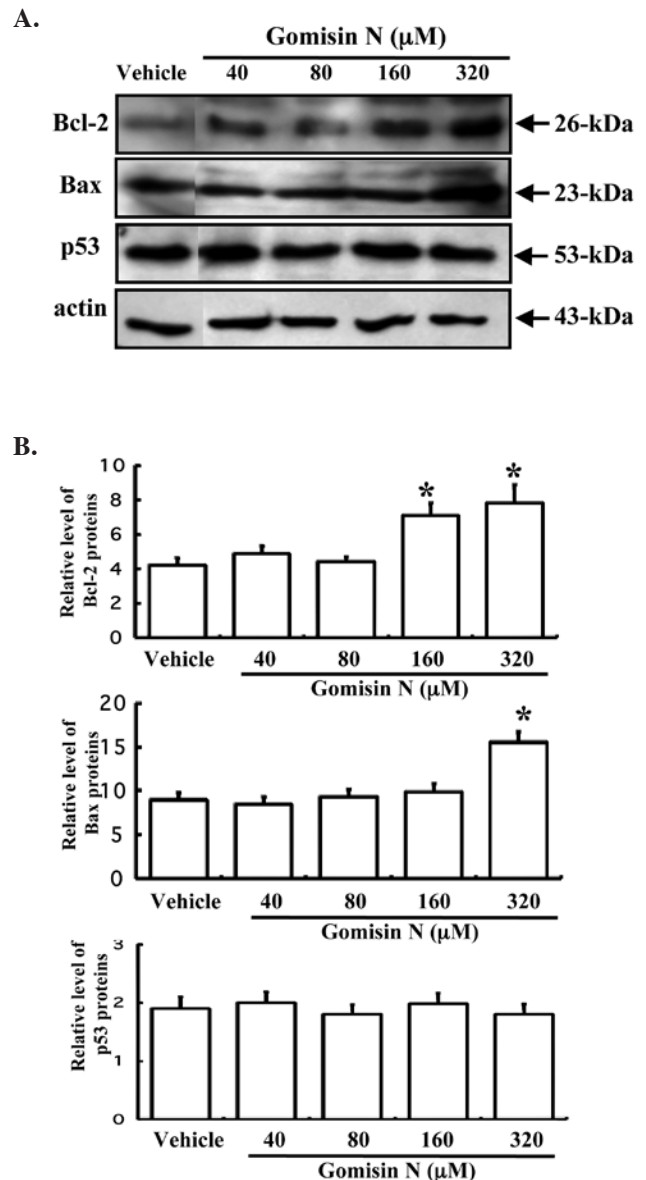 A.
Gomisin N (μM)
Vehicle 40 80 160 320
Bcl-2 26-kDa
Bax 23-kDa
p53 53-kDa
actin 43-kDa
B.
Relative level of
Bcl-2 proteins
10
8
6
4
2
0
* *
Vehicle 40 80 160 320
Gomisin N (μM)
Relative level of
Bax proteins
20
15
10
5
0
*
Vehicle 40 80 160 320
Gomisin N (μM)
Relative level of
p53 proteins
3
2
1
0
Vehicle 40 80 160 320
Gomisin N (μM)